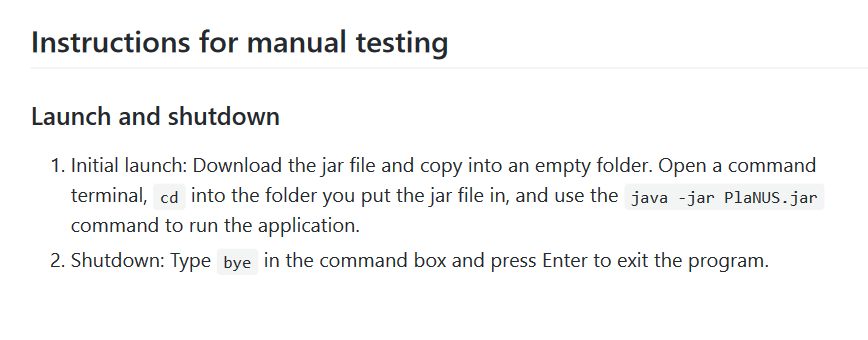 Instructions for manual testing
Launch and shutdown
1. Initial launch: Download the jar file and copy into an empty folder. Open a command
terminal, cd into the folder you put the jar file in, and use the java -jar PlaNUS.jar
command to run the application.
2. Shutdown: Type bye in the command box and press Enter to exit the program.